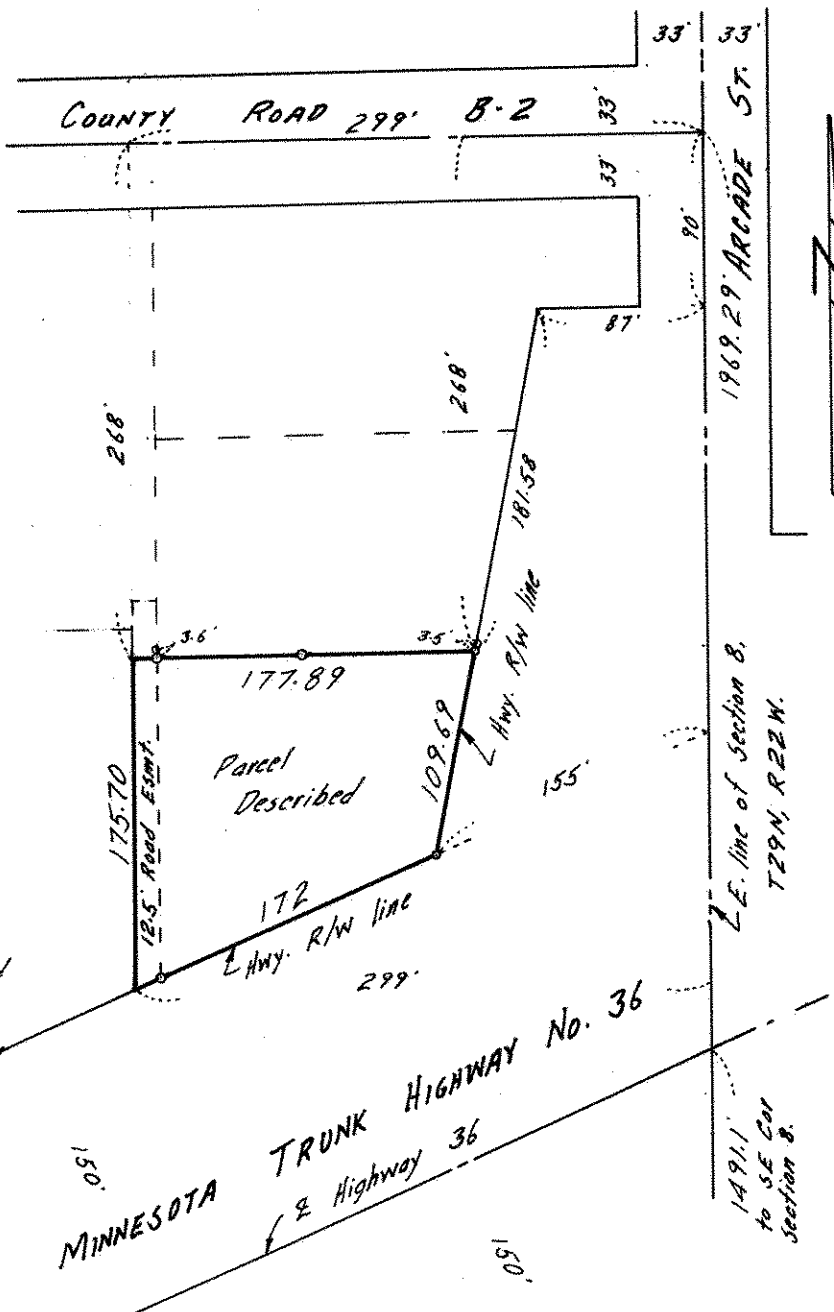 33' 33'
COUNTY ROAD 299' B-2 33'
33'
90'
1969.29' ARCADE ST.
87'
268'
268'
181.58
Hwy. R/W line
3.6'
3.5'
177.89
109.69
Hwy. R/W line
Parcel
Described
175.70
12.5' Road Esmt.
155'
E. line of Section 8,
T29N, R22W.
172
Hwy. R/W line
299'
MINNESOTA TRUNK HIGHWAY NO. 36
℄ Highway 36
150'
150'
1491.1'
to SE Cor
Section 8.